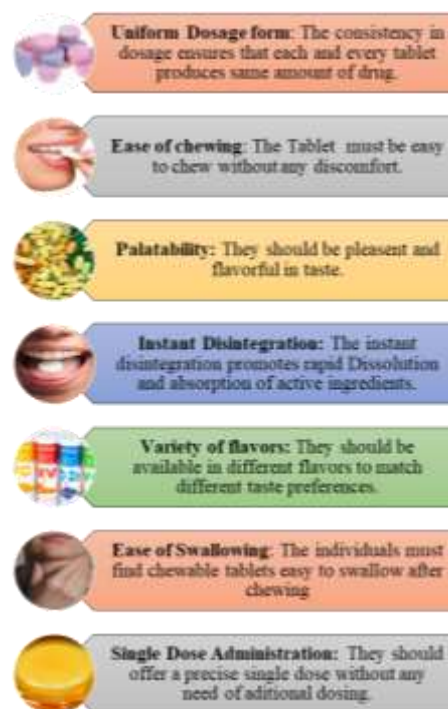 Uniform Dosage form: The consistency in
dosage ensures that each and every tablet
produces same amount of drug.
Ease of chewing: The Tablet must be easy
to chew without any discomfort.
Palatability: They should be pleasent and
flavorful in taste.
Instant Disintegration: The instant
disintegration promotes rapid Dissolution
and absorption of active ingredients.
Variety of flavors: They should be
available in different flavors to match
different taste preferences.
Ease of Swallowing: The individuals must
find chewable tablets easy to swallow after
chewing
Single Dose Administration: They should
offer a precise single dose without any
need of aditional dosing.